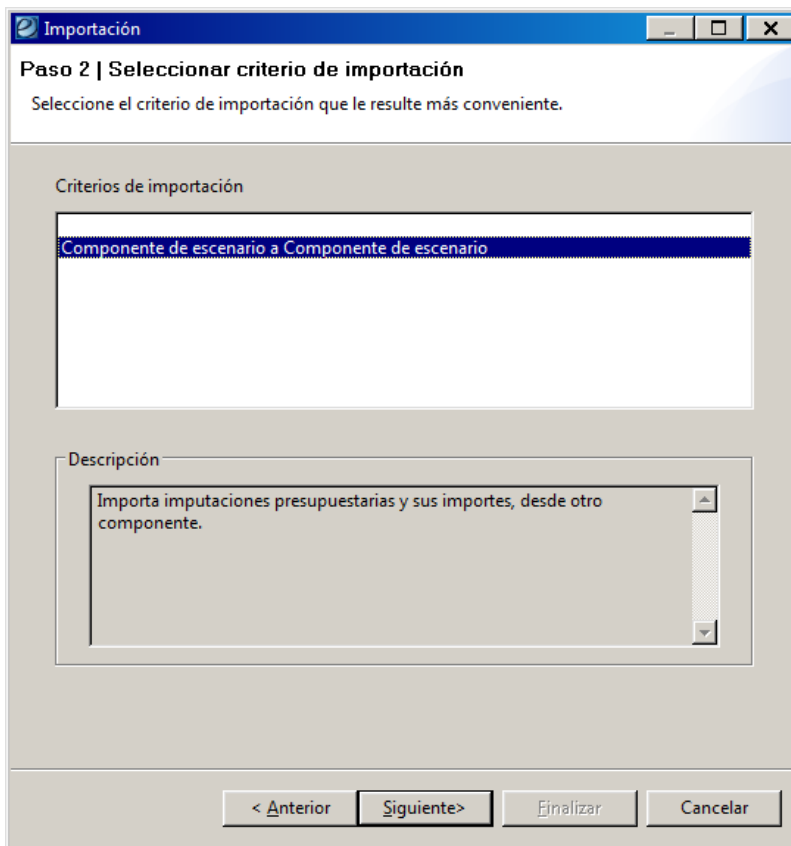 Importación
Paso 2 | Seleccionar criterio de importación
Seleccione el criterio de importación que le resulte más conveniente.
Criterios de importación
Componente de escenario a Componente de escenario
Descripción
Importa imputaciones presupuestarias y sus importes, desde otro
componente.
< Anterior Siguiente> Finalizar Cancelar